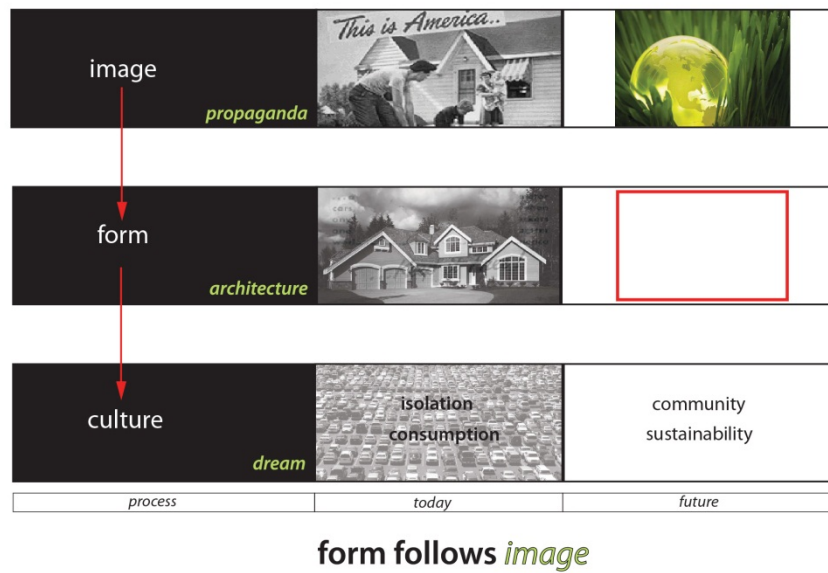 This is America..
image
propaganda
form
architecture
isolation
culture
consumption
dream
community
sustainability
process
today
future
form follows image